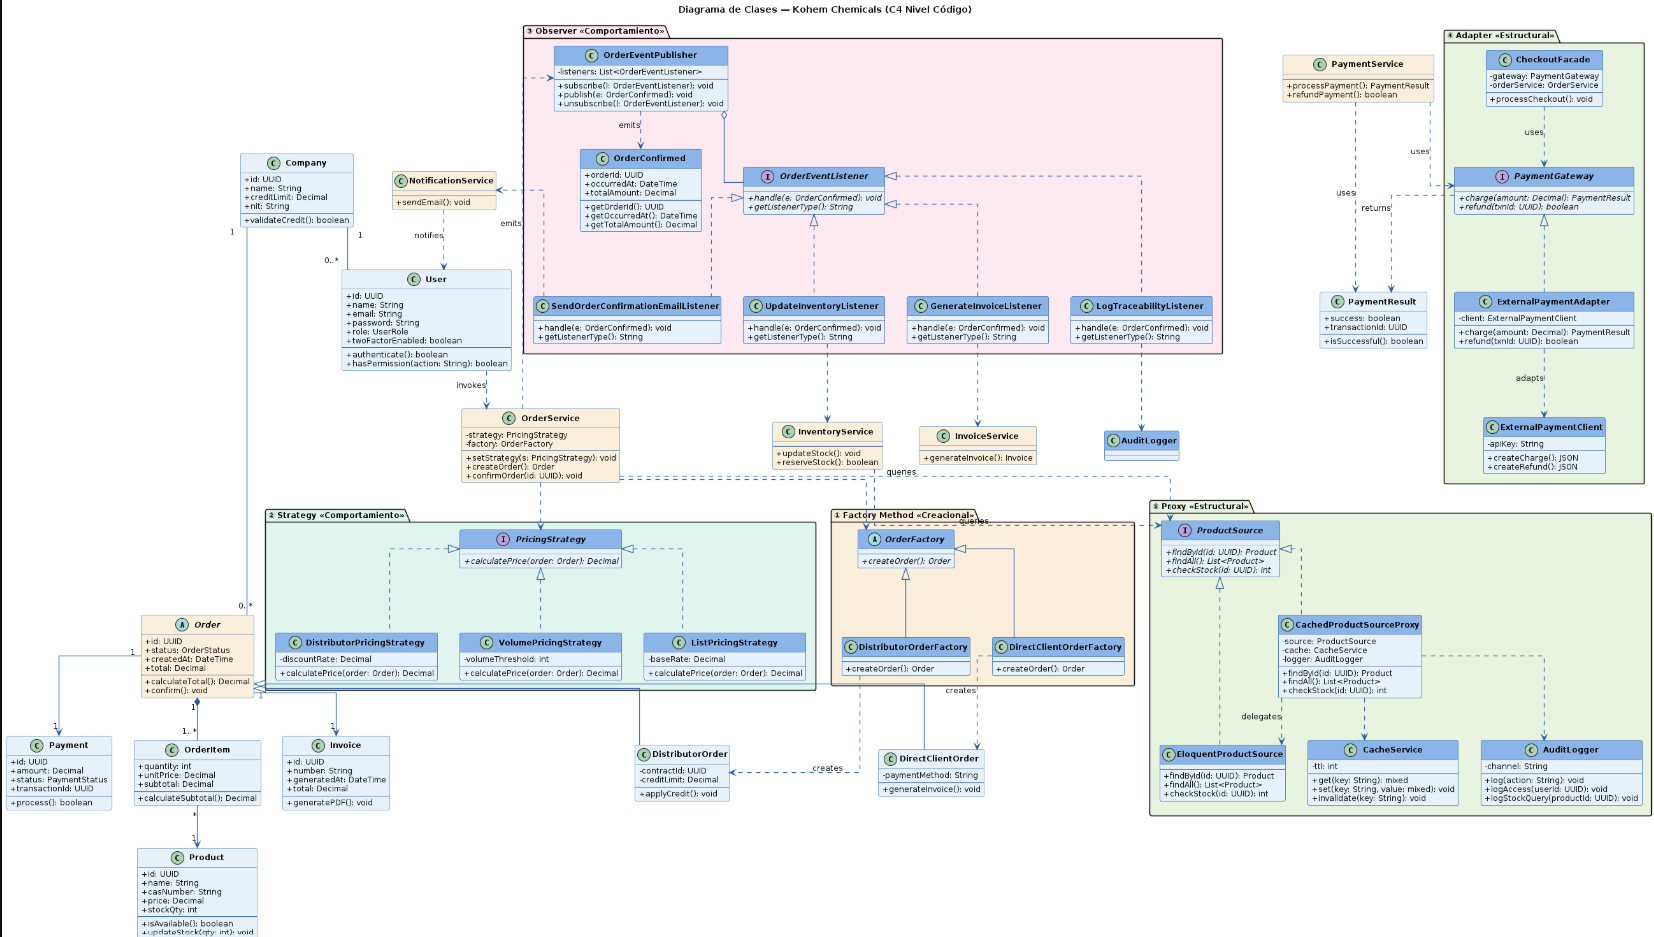 Diagrama de Clases — Kohem Chemicals (C4 Nivel Código)
③ Observer «Comportamiento»
C OrderEventPublisher
-listeners: List<OrderEventListener>
+subscribe(l: OrderEventListener): void
+publish(e: OrderConfirmed): void
+unsubscribe(l: OrderEventListener): void
emits
C OrderConfirmed
+orderId: UUID
+occurredAt: DateTime
+totalAmount: Decimal
+getOrderId(): UUID
+getOccurredAt(): DateTime
+getTotalAmount(): Decimal
I OrderEventListener
+handle(e: OrderConfirmed): void
+getListenerType(): String
C SendOrderConfirmationEmailListener
+handle(e: OrderConfirmed): void
+getListenerType(): String
C UpdateInventoryListener
+handle(e: OrderConfirmed): void
+getListenerType(): String
C GenerateInvoiceListener
+handle(e: OrderConfirmed): void
+getListenerType(): String
C LogTraceabilityListener
+handle(e: OrderConfirmed): void
+getListenerType(): String
C PaymentService
+processPayment(): PaymentResult
+refundPayment(): boolean
uses
uses
returns
C PaymentResult
+success: boolean
+transactionId: UUID
+isSuccessful(): boolean
④ Adapter «Estructural»
C CheckoutFacade
-gateway: PaymentGateway
-orderService: OrderService
+processCheckout(): void
uses
I PaymentGateway
+charge(amount: Decimal): PaymentResult
+refund(txnId: UUID): boolean
C ExternalPaymentAdapter
-client: ExternalPaymentClient
+charge(amount: Decimal): PaymentResult
+refund(txnId: UUID): boolean
adapts
C ExternalPaymentClient
-apiKey: String
+createCharge(): JSON
+createRefund(): JSON
C Company
+id: UUID
+name: String
+creditLimit: Decimal
+nit: String
+validateCredit(): boolean
1
1
0..*
C NotificationService
+sendEmail(): void
notifies
emits
C User
+id: UUID
+name: String
+email: String
+password: String
+role: UserRole
+twoFactorEnabled: boolean
+authenticate(): boolean
+hasPermission(action: String): boolean
invokes
C OrderService
-strategy: PricingStrategy
-factory: OrderFactory
+setStrategy(s: PricingStrategy): void
+createOrder(): Order
+confirmOrder(id: UUID): void
C InventoryService
+updateStock(): void
+reserveStock(): boolean
C InvoiceService
+generateInvoice(): Invoice
C AuditLogger
queries
queries
② Strategy «Comportamiento»
I PricingStrategy
+calculatePrice(order: Order): Decimal
C DistributorPricingStrategy
-discountRate: Decimal
+calculatePrice(order: Order): Decimal
C VolumePricingStrategy
-volumeThreshold: int
+calculatePrice(order: Order): Decimal
C ListPricingStrategy
-baseRate: Decimal
+calculatePrice(order: Order): Decimal
① Factory Method «Creacional»
A OrderFactory
+createOrder(): Order
C DistributorOrderFactory
+createOrder(): Order
C DirectClientOrderFactory
+createOrder(): Order
creates
creates
⑤ Proxy «Estructural»
I ProductSource
+findById(id: UUID): Product
+findAll(): List<Product>
+checkStock(id: UUID): int
C CachedProductSourceProxy
-source: ProductSource
-cache: CacheService
-logger: AuditLogger
+findById(id: UUID): Product
+findAll(): List<Product>
+checkStock(id: UUID): int
delegates
C EloquentProductSource
+findById(id: UUID): Product
+findAll(): List<Product>
+checkStock(id: UUID): int
C CacheService
-ttl: int
+get(key: String): mixed
+set(key: String, value: mixed): void
+invalidate(key: String): void
C AuditLogger
-channel: String
+log(action: String): void
+logAccess(userId: UUID): void
+logStockQuery(productId: UUID): void
0..*
A Order
+id: UUID
+status: OrderStatus
+createdAt: DateTime
+total: Decimal
+calculateTotal(): Decimal
+confirm(): void
1
1
1
1
1..*
1
C Payment
+id: UUID
+amount: Decimal
+status: PaymentStatus
+transactionId: UUID
+process(): boolean
C OrderItem
+quantity: int
+unitPrice: Decimal
+subtotal: Decimal
+calculateSubtotal(): Decimal
C Invoice
+id: UUID
+number: String
+generatedAt: DateTime
+total: Decimal
+generatePDF(): void
C DistributorOrder
-contractId: UUID
-creditLimit: Decimal
+applyCredit(): void
C DirectClientOrder
-paymentMethod: String
+generateInvoice(): void
*
1
C Product
+id: UUID
+name: String
+casNumber: String
+price: Decimal
+stockQty: int
+isAvailable(): boolean
+updateStock(qty: int): void